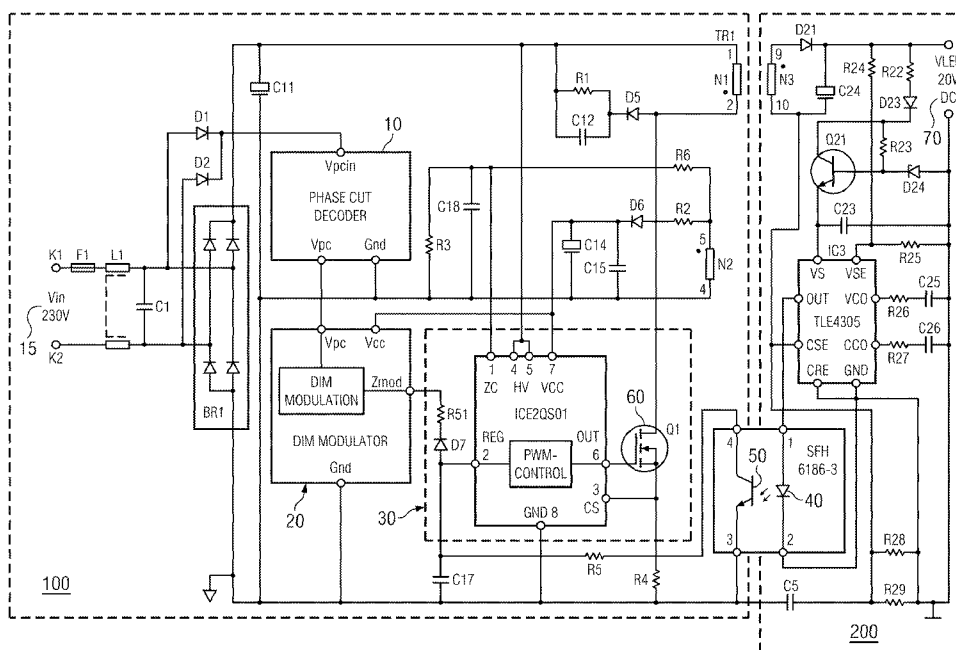 TR1
1
N1
2
9
N3
10
D21
C24
R24
R22
D23
VLED
20V
DC
70
Q21
R23
D24
C11
R1
C12
D5
D1
D2
10
Vpcin
PHASE CUT
DECODER
Vpc
Gnd
R3
C18
R6
D6
R2
C14
C15
5
N2
4
C23
IC3
VS
VSE
R25
OUT
VCO
TLE4305
CSE
CCO
CRE
GND
R26
C25
R27
C26
K1
F1
L1
Vin
230V
15
C1
K2
BR1
Vpc
Vcc
DIM
MODULATION
Zmod
DIM MODULATOR
Gnd
20
R51
D7
30
1
4
5
7
ZC
HV
VCC
ICE2QS01
REG
2
PWM-
CONTROL
OUT
6
3
CS
GND 8
60
Q1
4
1
50
SFH
6186-3
40
3
2
R28
R29
C17
R5
R4
C5
100
200